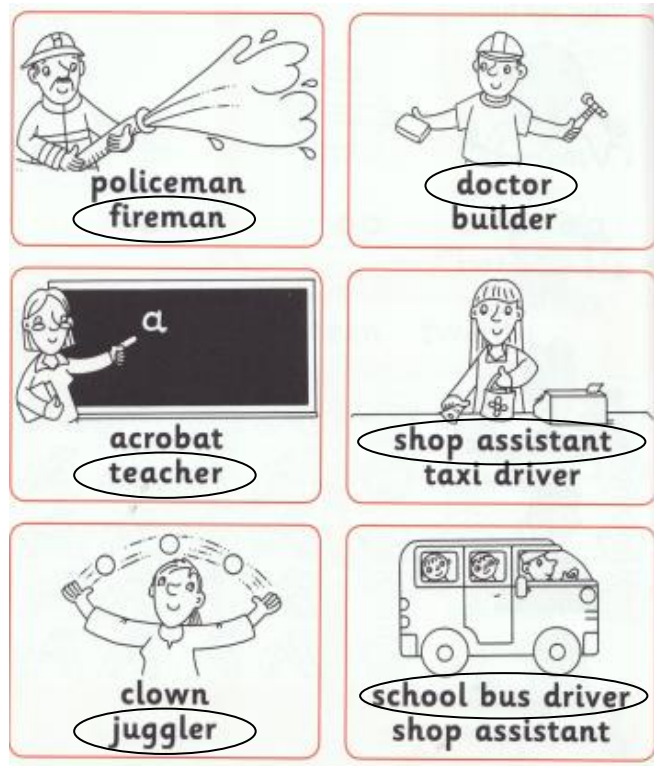 policeman
fireman
doctor
builder
a
acrobat
teacher
shop assistant
taxi driver
clown
juggler
school bus driver
shop assistant